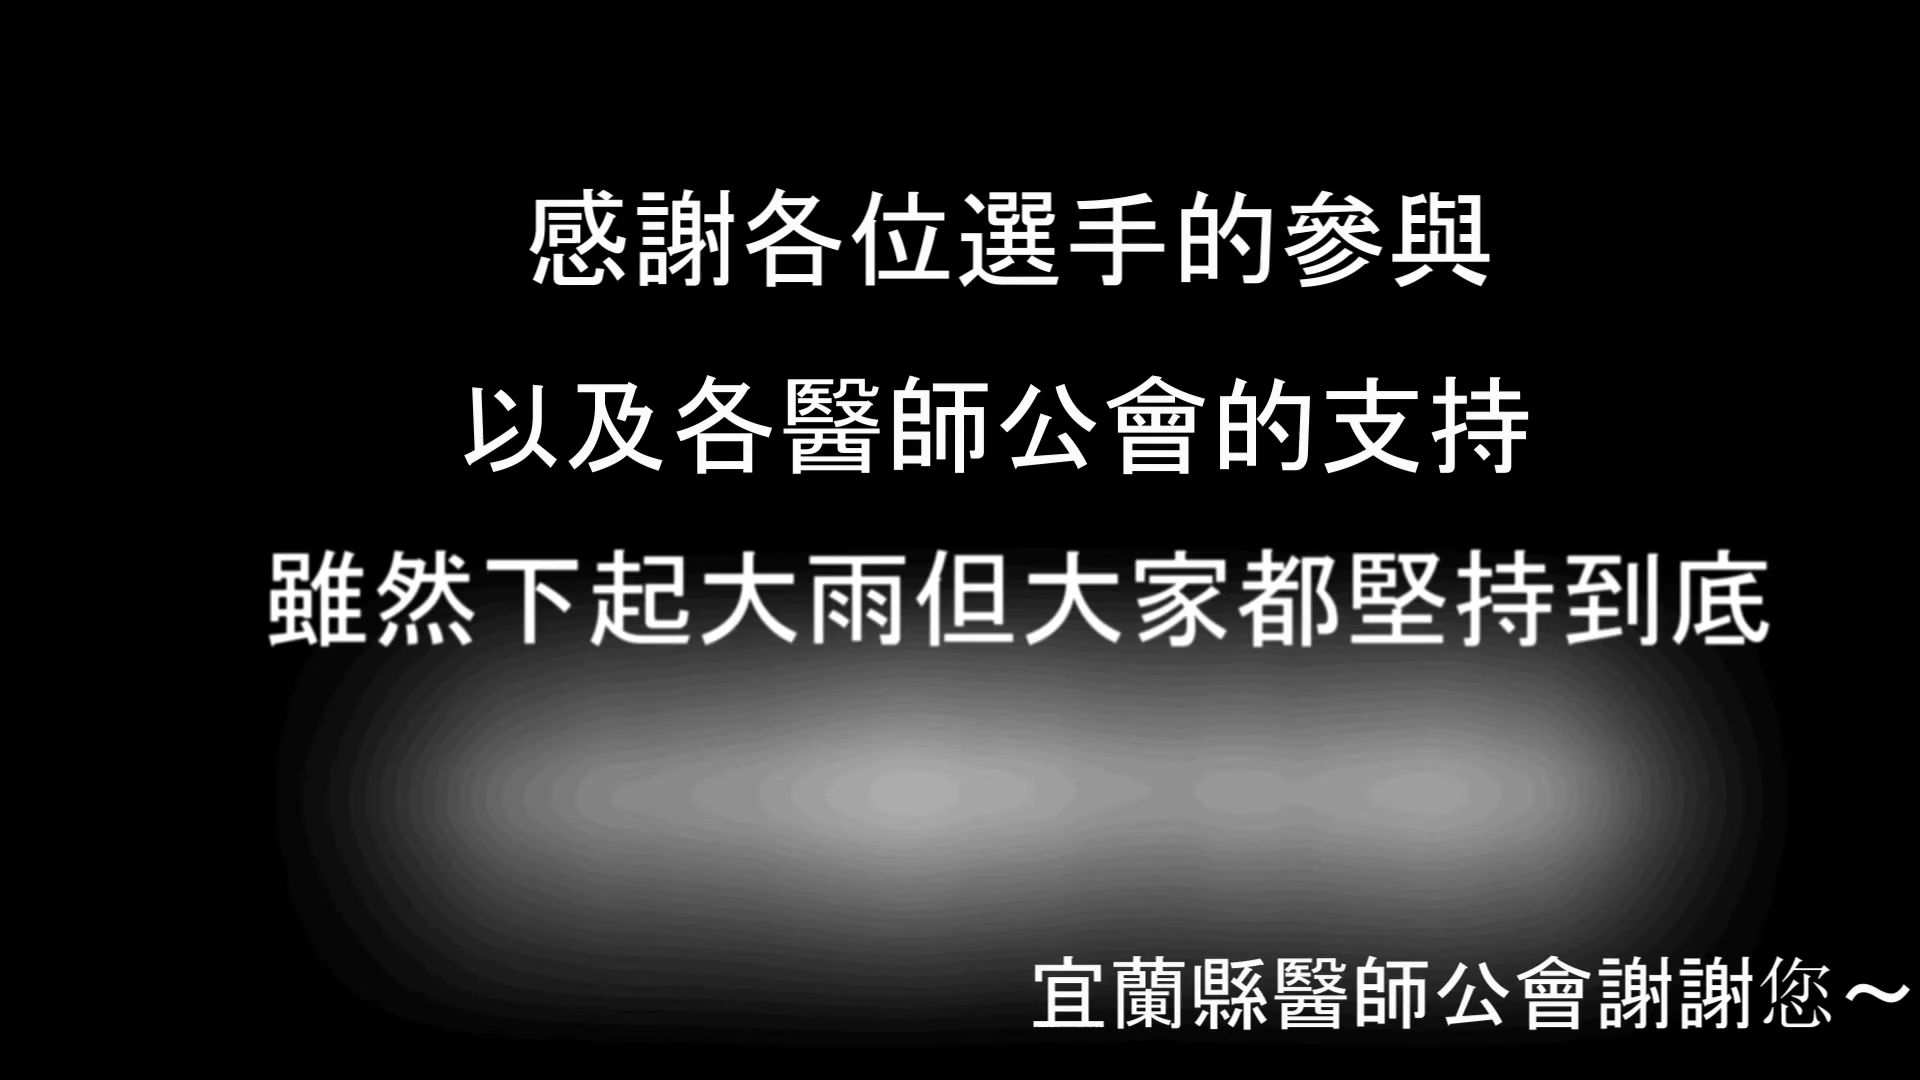 感謝各位選手的參與
以及各醫師公會的支持
雖然下起大雨但大家都堅持到底
宜蘭縣醫師公會謝謝您～